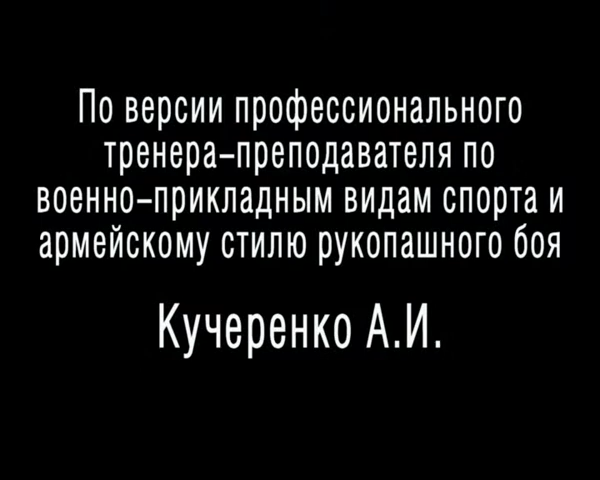 По версии профессионального
тренера-преподавателя по
военно-прикладным видам спорта и
армейскому стилю рукопашного боя
Кучеренко А.И.